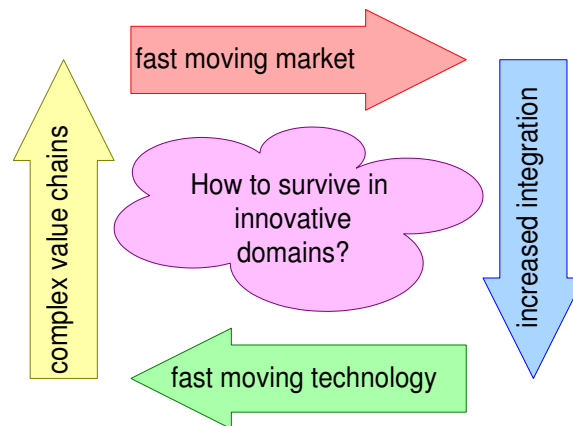 fast moving market
complex value chains
How to survive in
innovative
domains?
increased integration
fast moving technology